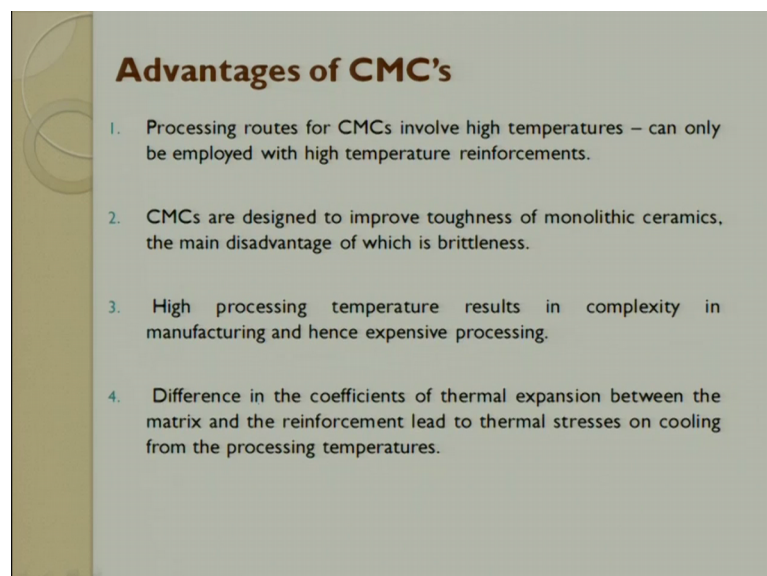 Advantages of CMC's
1. Processing routes for CMCs involve high temperatures – can only
be employed with high temperature reinforcements.
2. CMCs are designed to improve toughness of monolithic ceramics,
the main disadvantage of which is brittleness.
3. High processing temperature results in complexity in
manufacturing and hence expensive processing.
4. Difference in the coefficients of thermal expansion between the
matrix and the reinforcement lead to thermal stresses on cooling
from the processing temperatures.